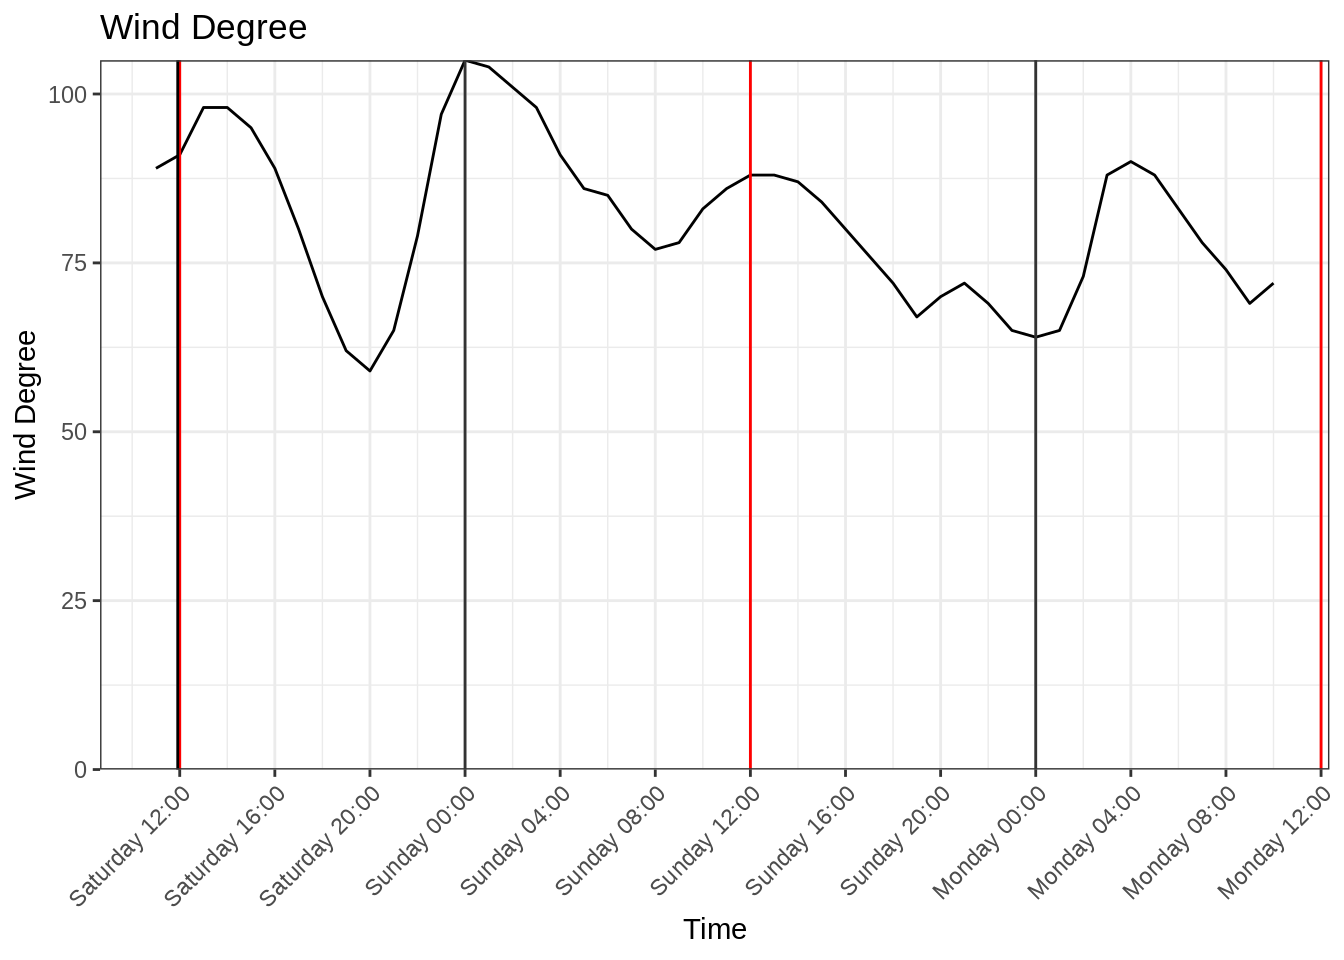 Wind Degree
Wind Degree
100
75
50
25
0
Saturday 12:00
Saturday 16:00
Saturday 20:00
Sunday 00:00
Sunday 04:00
Sunday 08:00
Sunday 12:00
Sunday 16:00
Sunday 20:00
Monday 00:00
Monday 04:00
Monday 08:00
Monday 12:00
Time